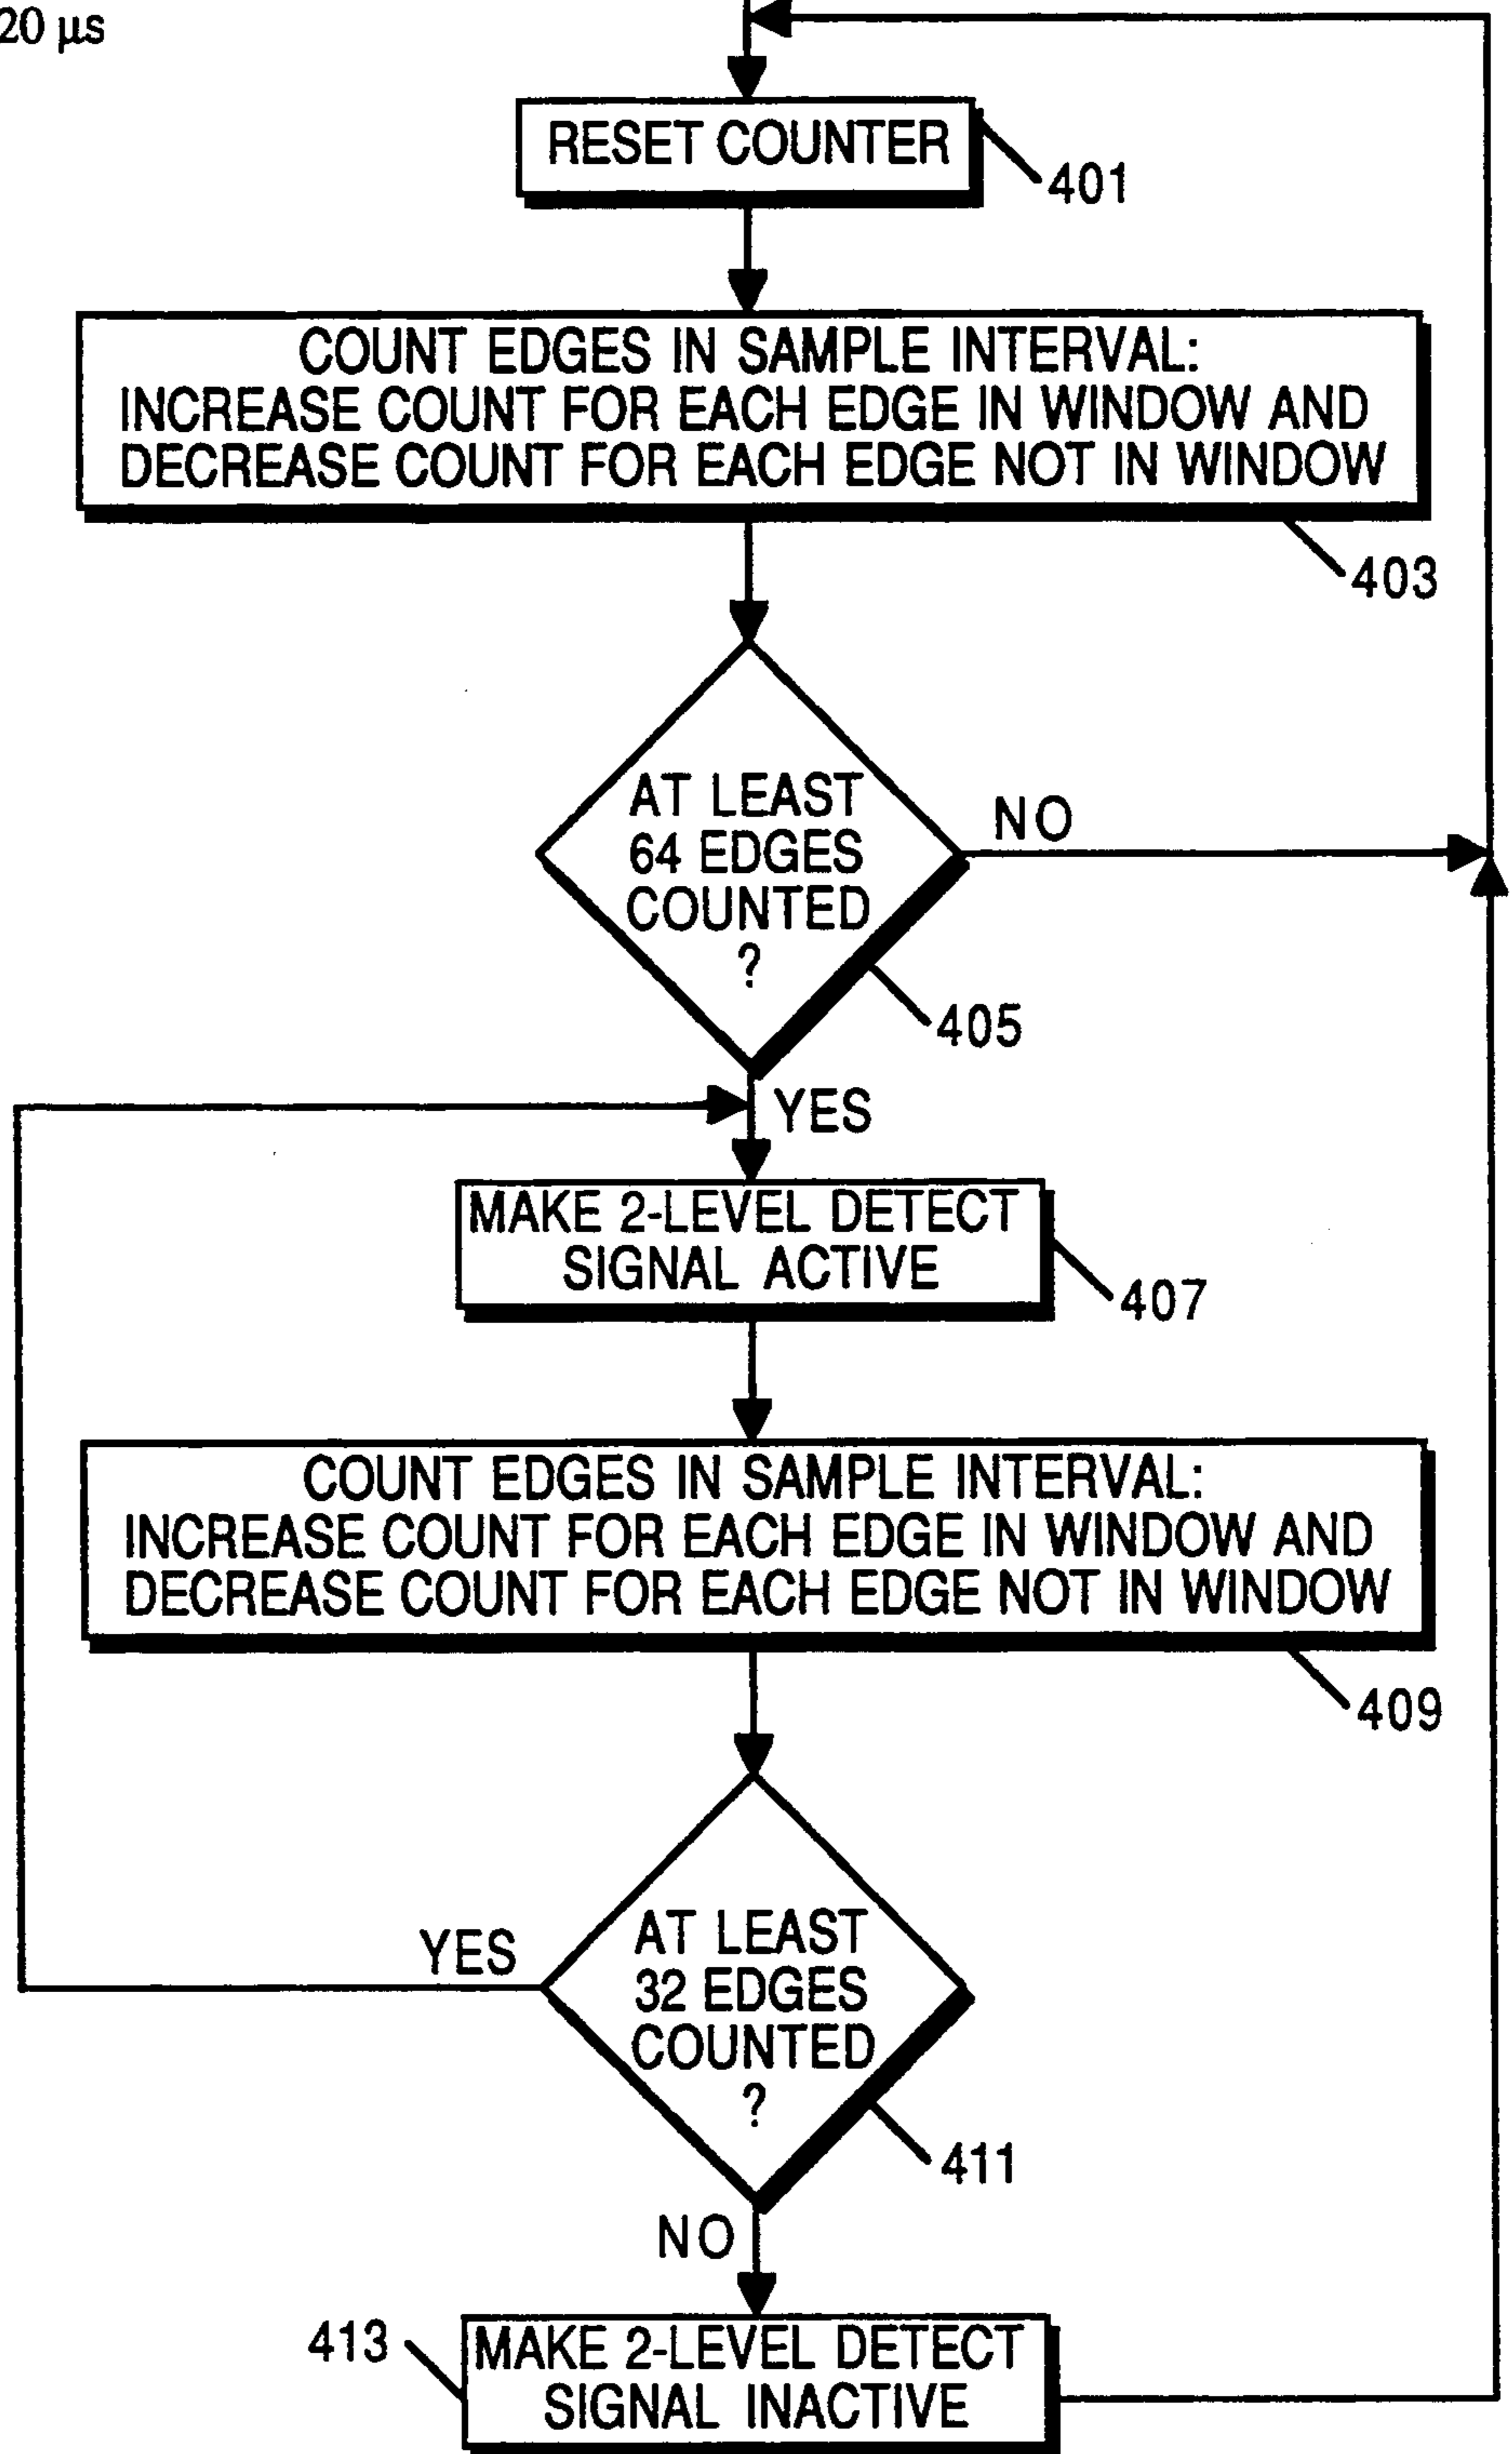 20 µs
RESET COUNTER
401
COUNT EDGES IN SAMPLE INTERVAL:
INCREASE COUNT FOR EACH EDGE IN WINDOW AND
DECREASE COUNT FOR EACH EDGE NOT IN WINDOW
403
AT LEAST
64 EDGES
COUNTED
?
NO
405
YES
MAKE 2-LEVEL DETECT
SIGNAL ACTIVE
407
COUNT EDGES IN SAMPLE INTERVAL:
INCREASE COUNT FOR EACH EDGE IN WINDOW AND
DECREASE COUNT FOR EACH EDGE NOT IN WINDOW
409
YES
AT LEAST
32 EDGES
COUNTED
?
411
NO
413
MAKE 2-LEVEL DETECT
SIGNAL INACTIVE